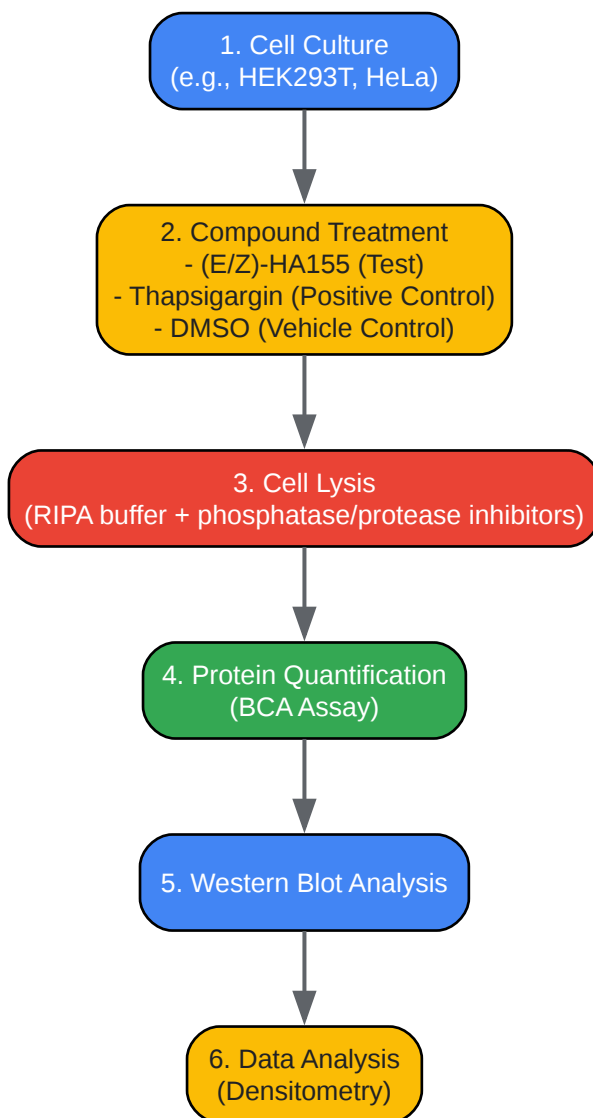 1. Cell Culture
(e.g., HEK293T, HeLa)
2. Compound Treatment
- (E/Z)-HA155 (Test)
- Thapsigargin (Positive Control)
- DMSO (Vehicle Control)
3. Cell Lysis
(RIPA buffer + phosphatase/protease inhibitors)
4. Protein Quantification
(BCA Assay)
5. Western Blot Analysis
6. Data Analysis
(Densitometry)